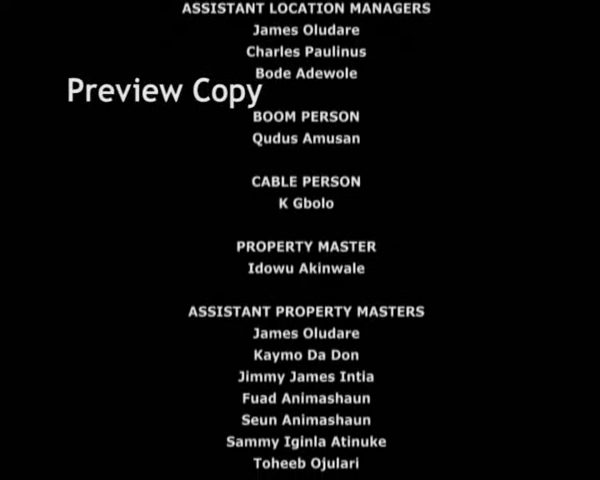 ASSISTANT LOCATION MANAGERS
James Oludare
Charles Paulinus
Bode Adewole
Preview Copy
BOOM PERSON
Qudus Amusan
CABLE PERSON
K Gbolo
PROPERTY MASTER
Idowu Akinwale
ASSISTANT PROPERTY MASTERS
James Oludare
Kaymo Da Don
Jimmy James Intia
Fuad Animashaun
Seun Animashaun
Sammy Iginla Atinuke
Toheeb Ojulari